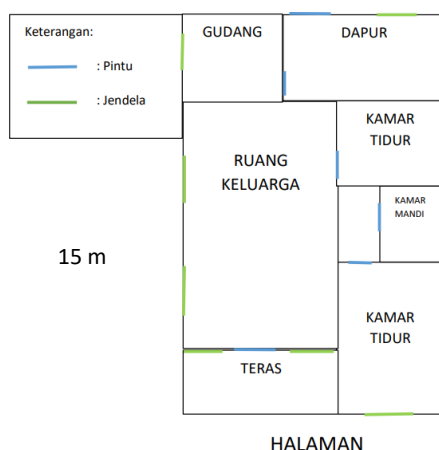 Keterangan:
: Pintu
: Jendela
GUDANG
DAPUR
KAMAR
TIDUR
RUANG
KELUARGA
KAMAR
MANDI
15 m
KAMAR
TIDUR
TERAS
HALAMAN